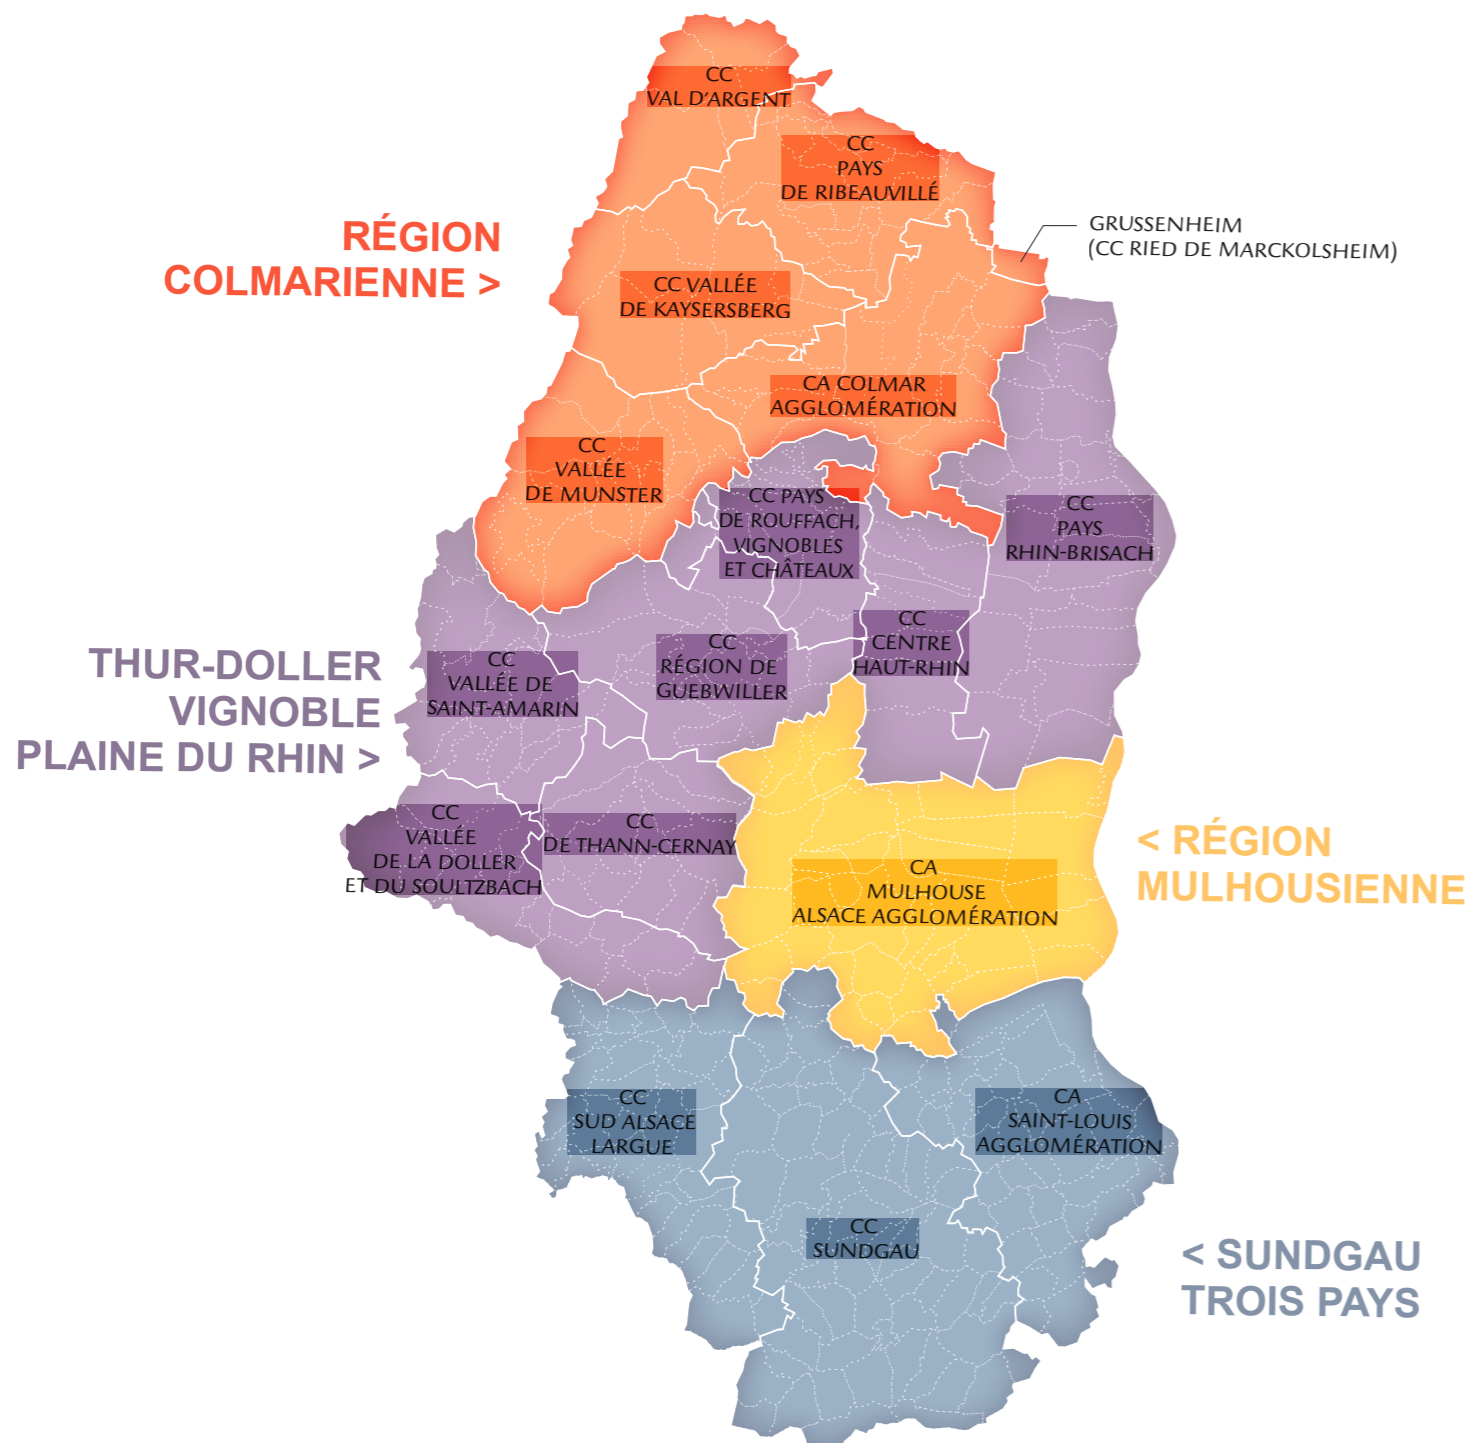 CC
VAL D'ARGENT
CC
PAYS
DE RIBEAUVILLÉ
GRUSSENHEIM
(CC RIED DE MARCKOLSHEIM)
RÉGION
COLMARIENNE >
CC VALLÉE
DE KAYSERSBERG
CA COLMAR
AGGLOMÉRATION
CC
VALLÉE
DE MUNSTER
CC PAYS
DE ROUFFACH,
VIGNOBLES
ET CHÂTEAUX
CC
PAYS
RHIN-BRISACH
CC
CENTRE
HAUT-RHIN
CC
RÉGION DE
GUEBWILLER
CC
VALLÉE DE
SAINT-AMARIN
THUR-DOLLER
VIGNOBLE
PLAINE DU RHIN >
CC
VALLÉE
DE LA DOLLER
ET DU SOULTZBACH
CC
DE THANN-CERNAY
CA
MULHOUSE
ALSACE AGGLOMÉRATION
< RÉGION
MULHOUSIENNE
CC
SUD ALSACE
LARGUE
CA
SAINT-LOUIS
AGGLOMÉRATION
CC
SUNDGAU
< SUNDGAU
TROIS PAYS